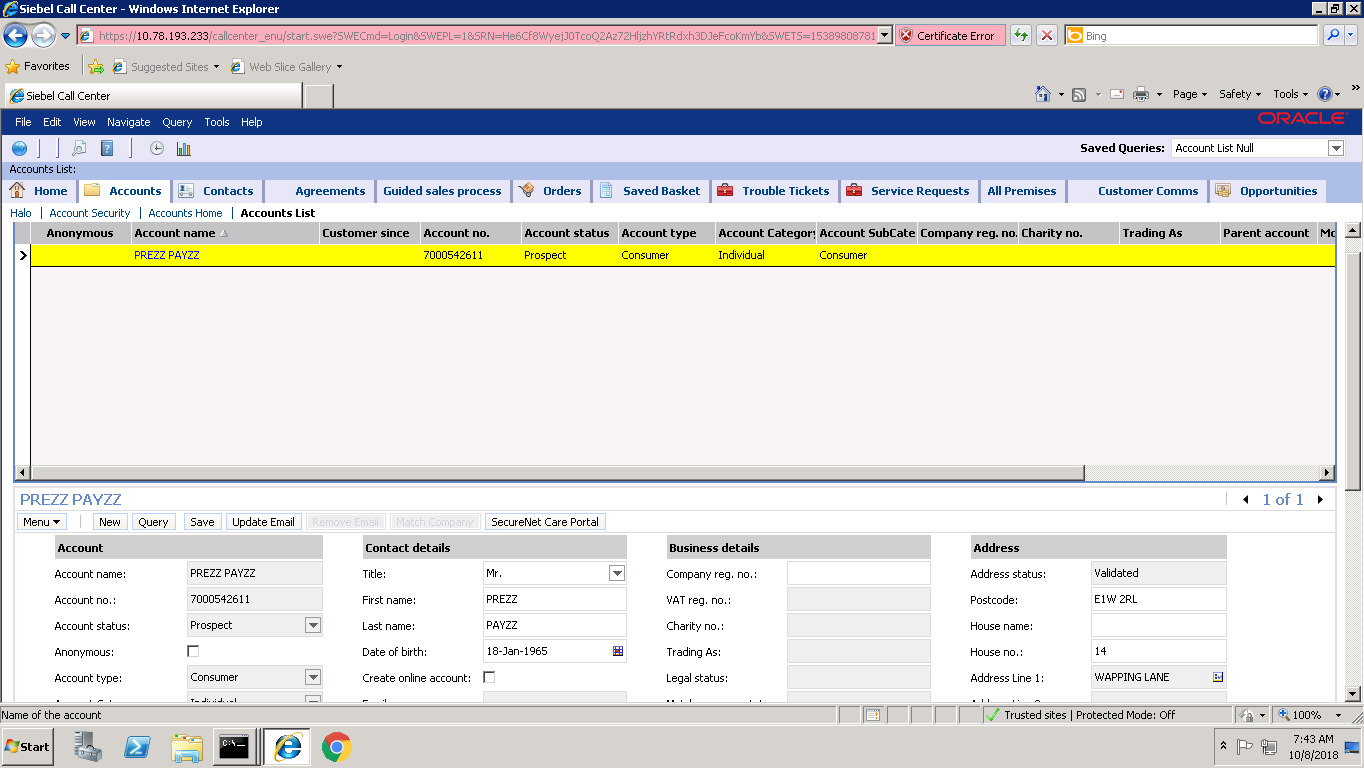 Siebel Call Center - Windows Internet Explorer
https://10.78.193.233/callcenter_enu/start.swe?SWECmd=Login&SWEPL=1&SRN=He6Cf8WyejJ0TcoQ2Az72HljzhYRtRdxh3DJeFcoKmYb&SWETS=15389808781 Certificate Error Bing
Favorites Suggested Sites Web Slice Gallery
Siebel Call Center Page Safety Tools
File Edit View Navigate Query Tools Help ORACLE
Saved Queries: Account List Null
Accounts List:
Home Accounts Contacts Agreements Guided sales process Orders Saved Basket Trouble Tickets Service Requests All Premises Customer Comms Opportunities
Halo | Account Security | Accounts Home | Accounts List
Anonymous Account name Customer since Account no. Account status Account type Account Category Account SubCate Company reg. no. Charity no. Trading As Parent account Mo
PREZZ PAYZZ 7000542611 Prospect Consumer Individual Consumer
PREZZ PAYZZ 1 of 1
Menu New Query Save Update Email Remove Email Match Company SecureNet Care Portal
Account Contact details Business details Address
Account name: PREZZ PAYZZ Title: Mr. Company reg. no.: Address status: Validated
Account no.: 7000542611 First name: PREZZ VAT reg. no.: Postcode: E1W 2RL
Account status: Prospect Last name: PAYZZ Charity no.: House name:
Anonymous: Date of birth: 18-Jan-1965 Trading As: House no.: 14
Account type: Consumer Create online account: Legal status: Address Line 1: WAPPING LANE
Name of the account Trusted sites | Protected Mode: Off 100%
Start C:\ 7:43 AM
10/8/2018